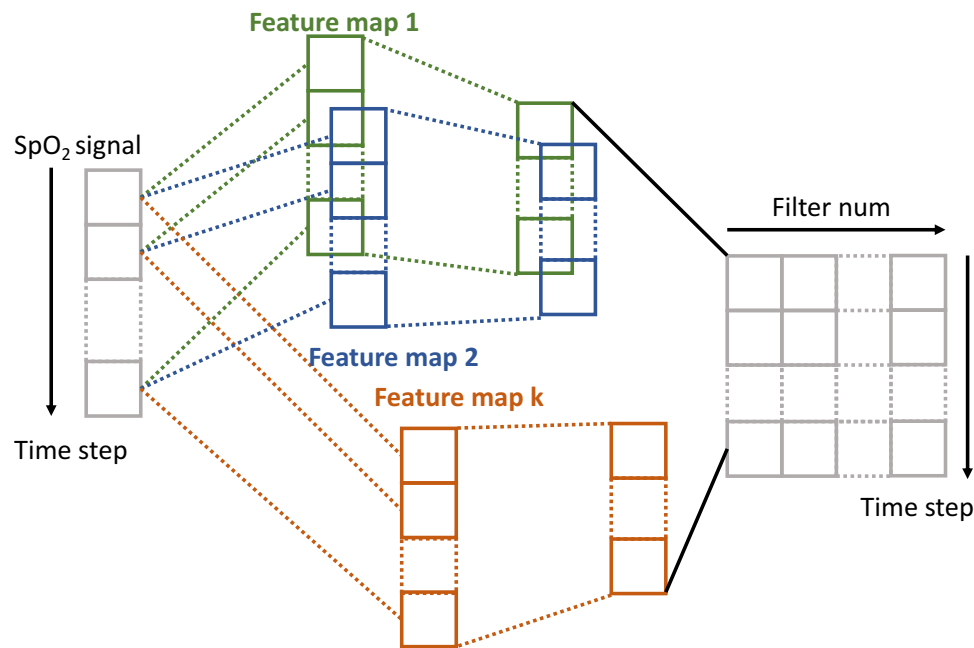 Feature map 1
SpO₂ signal
Filter num
Feature map 2
Feature map k
Time step
Time step